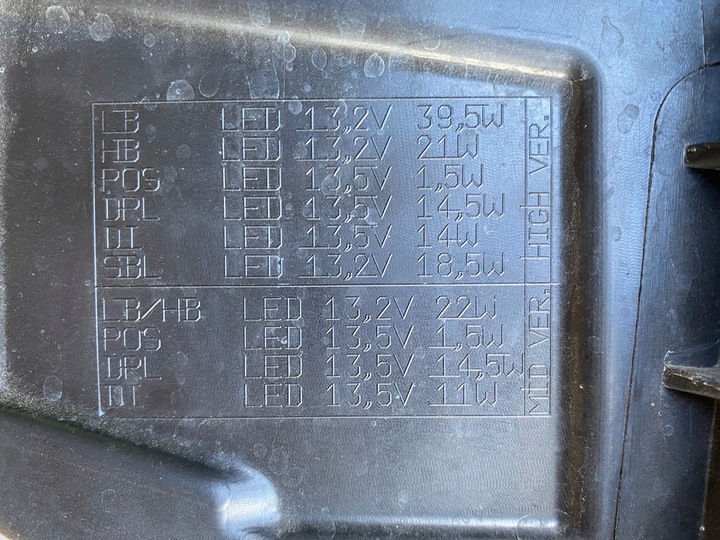 LB LED 13,2V 39,5W
HB LED 13,2V 21W
POS LED 13,5V 1,5W
DRL LED 13,5V 14,5W
DI LED 13,5V 14W
SBL LED 13,2V 18,5W
HIGH VER.
LB/HB LED 13,2V 22W
POS LED 13,5V 1,5W
DRL LED 13,5V 14,5W
DI LED 13,5V 11W
MID VER.